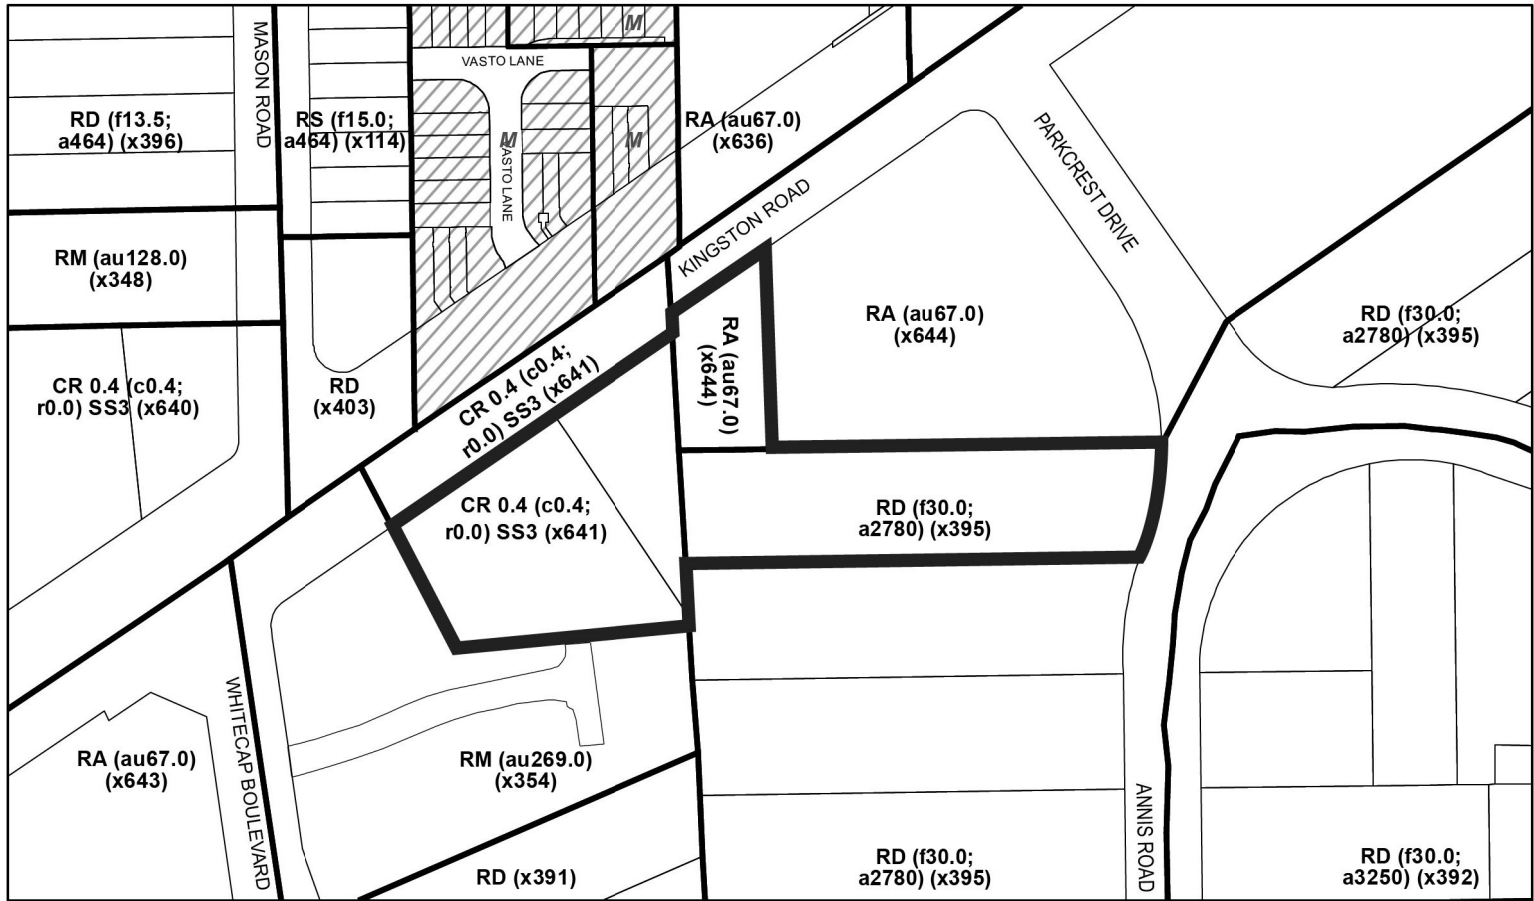 M
VASTO LANE
MASON ROAD
RD (f13.5;
a464) (x396)
RS (f15.0;
a464) (x114)
M
VASTO LANE
M
RA (au67.0)
(x636)
PARKCREST DRIVE
KINGSTON ROAD
RM (au128.0)
(x348)
RA (au67.0)
(x644)
RD (f30.0;
a2780) (x395)
RA (au67.0)
(x644)
CR 0.4 (c0.4;
r0.0) SS3 (x640)
RD
(x403)
CR 0.4 (c0.4;
r0.0) SS3 (x641)
CR 0.4 (c0.4;
r0.0) SS3 (x641)
RD (f30.0;
a2780) (x395)
WHITECAP BOULEVARD
RA (au67.0)
(x643)
RM (au269.0)
(x354)
ANNIS ROAD
RD (x391)
RD (f30.0;
a2780) (x395)
RD (f30.0;
a3250) (x392)